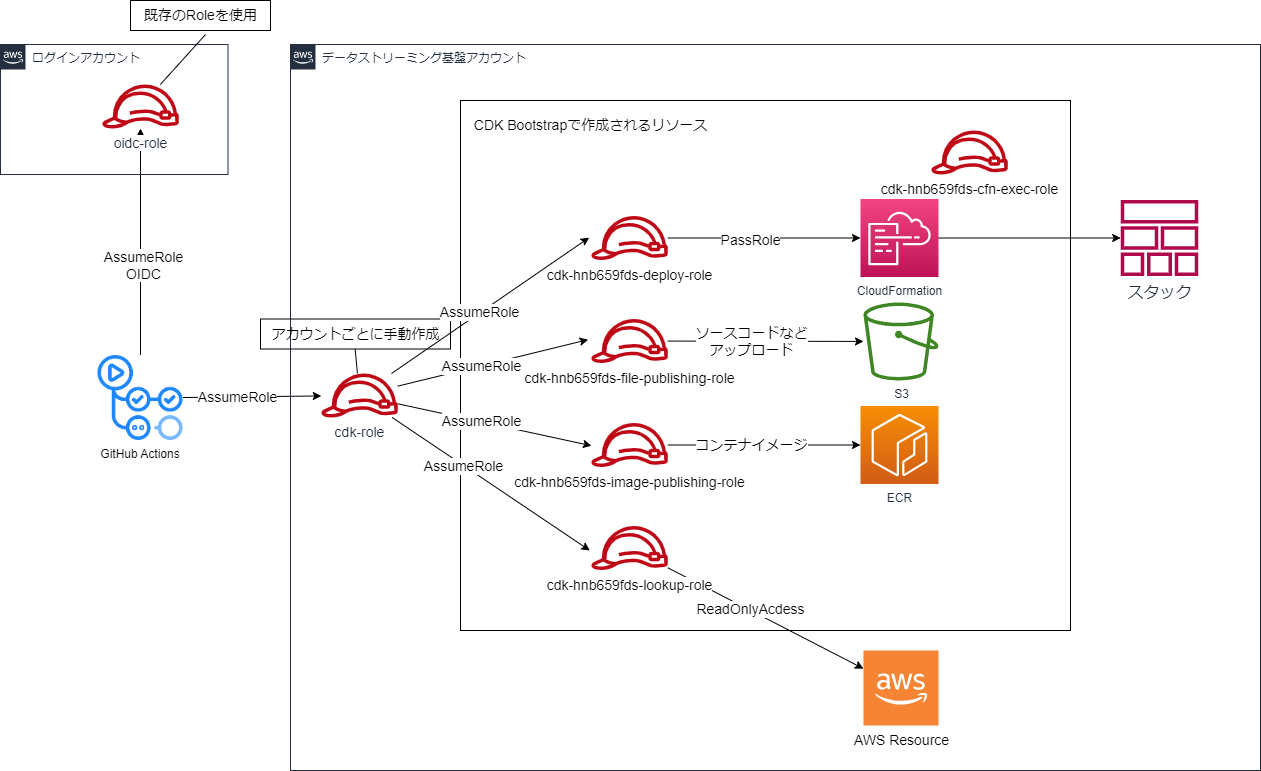 既存のRoleを使用
aws
ログインアカウント
oidc-role
AssumeRole
OIDC
GitHub Actions
AssumeRole
aws
データストリーミング基盤アカウント
アカウントごとに手動作成
cdk-role
CDK Bootstrapで作成されるリソース
cdk-hnb659fds-cfn-exec-role
AssumeRole
cdk-hnb659fds-deploy-role
PassRole
CloudFormation
スタック
AssumeRole
cdk-hnb659fds-file-publishing-role
ソースコードなど
アップロード
S3
AssumeRole
cdk-hnb659fds-image-publishing-role
コンテナイメージ
ECR
AssumeRole
cdk-hnb659fds-lookup-role
ReadOnlyAcdess
aws
AWS Resource